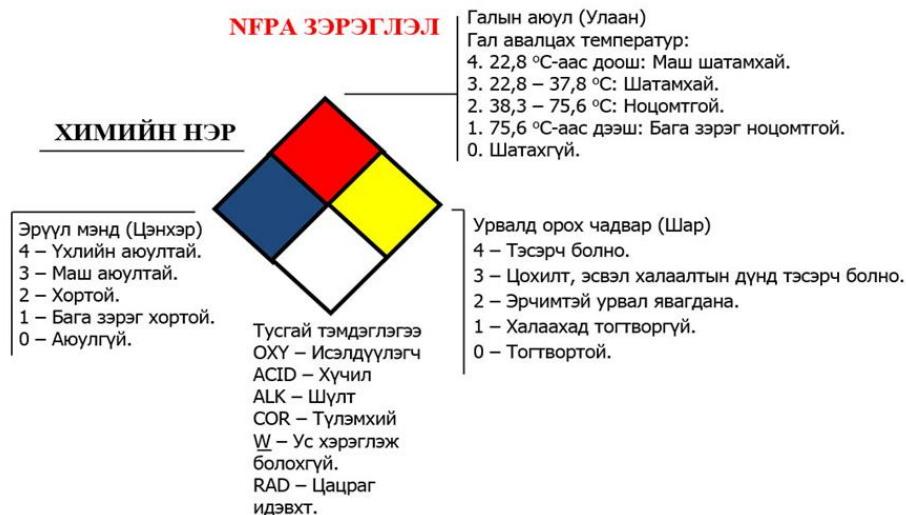 NFPA ЗЭРЭГЛЭЛ
Галын аюул (Улаан)
Гал авалцах температур:
4. 22,8 °C-аас доош: Маш шатамхай.
3. 22,8 – 37,8 °C: Шатамхай.
2. 38,3 – 75,6 °C: Ноцомтгой.
1. 75,6 °C-аас дээш: Бага зэрэг ноцомтгой.
0. Шатахгүй.
ХИМИЙН НЭР
Эрүүл мэнд (Цэнхэр)
4 – Үхлийн аюултай.
3 – Маш аюултай.
2 – Хортой.
1 – Бага зэрэг хортой.
0 – Аюулгүй.
Урвалд орох чадвар (Шар)
4 – Тэсэрч болно.
3 – Цохилт, эсвэл халаалтын дүнд тэсэрч болно.
2 – Эрчимтэй урвал явагдана.
1 – Халаахад тогтворгүй.
0 – Тогтвортой.
Тусгай тэмдэглэгээ
OXY – Исэлдүүлэгч
ACID – Хүчил
ALK – Шүлт
COR – Түлэмхий
W – Ус хэрэглэж
болохгүй.
RAD – Цацраг
идэвхт.